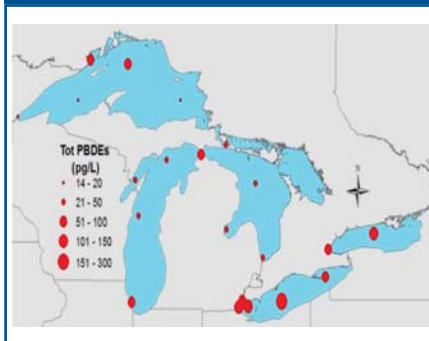 N
Tot PBDEs
(pg/L)
14 - 20
21 - 50
51 - 100
101 - 150
151 - 300